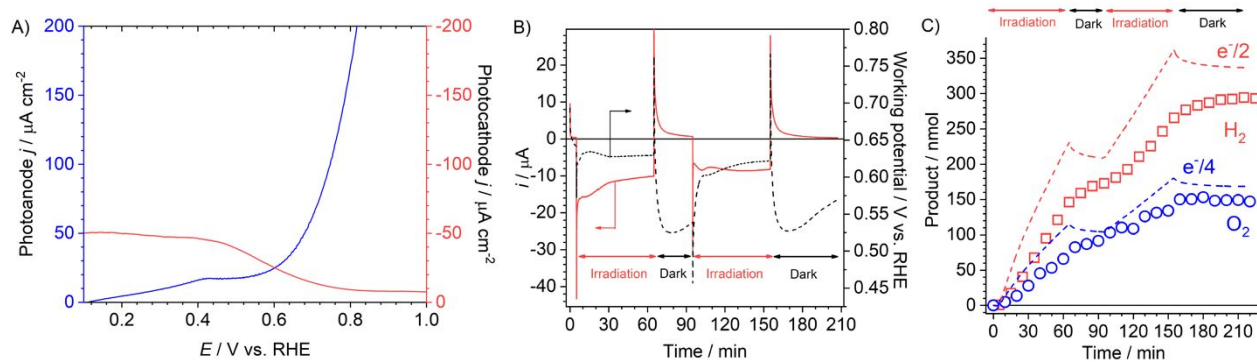 A)
200
150
100
50
0
Photoanode j / μA cm⁻²
0.2 0.4 0.6 0.8 1.0
E / V vs. RHE
-200
-150
-100
-50
0
Photocathode j / μA cm⁻²
B)
20
10
0
-10
-20
-30
-40
i / μA
0.80
0.75
0.70
0.65
0.60
0.55
0.50
0.45
Working potential / V vs. RHE
Irradiation Dark Irradiation Dark
0 30 60 90 120 150 180 210
Time / min
C)
Irradiation Dark Irradiation Dark
350
300
250
200
150
100
50
0
Product / nmol
e⁻/2
H₂
e⁻/4
O₂
0 30 60 90 120 150 180 210
Time / min